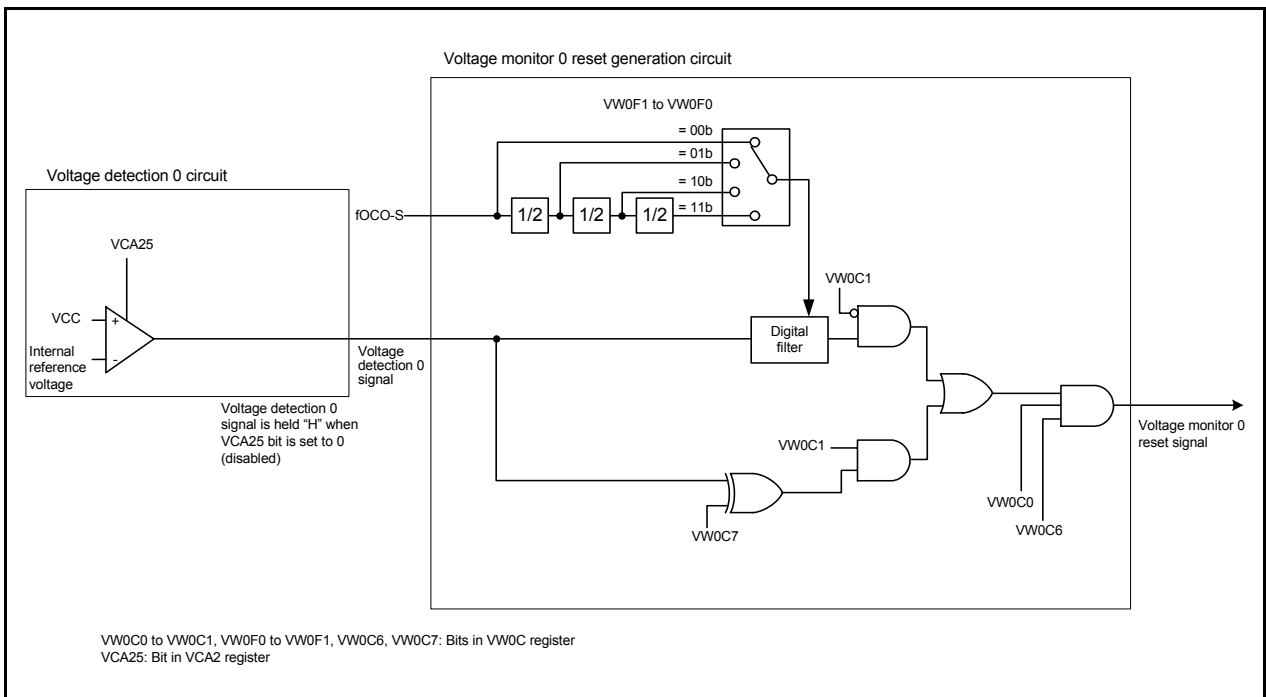 Voltage monitor 0 reset generation circuit
VW0F1 to VW0F0
= 00b
= 01b
= 10b
= 11b
Voltage detection 0 circuit
fOCO-S
1/2
1/2
1/2
VCA25
VW0C1
VCC
+
-
Internal
reference
voltage
Digital
filter
Voltage
detection 0
signal
Voltage detection 0
signal is held “H” when
VCA25 bit is set to 0
(disabled)
VW0C1
Voltage monitor 0
reset signal
VW0C0
VW0C6
VW0C7
VW0C0 to VW0C1, VW0F0 to VW0F1, VW0C6, VW0C7: Bits in VW0C register
VCA25: Bit in VCA2 register